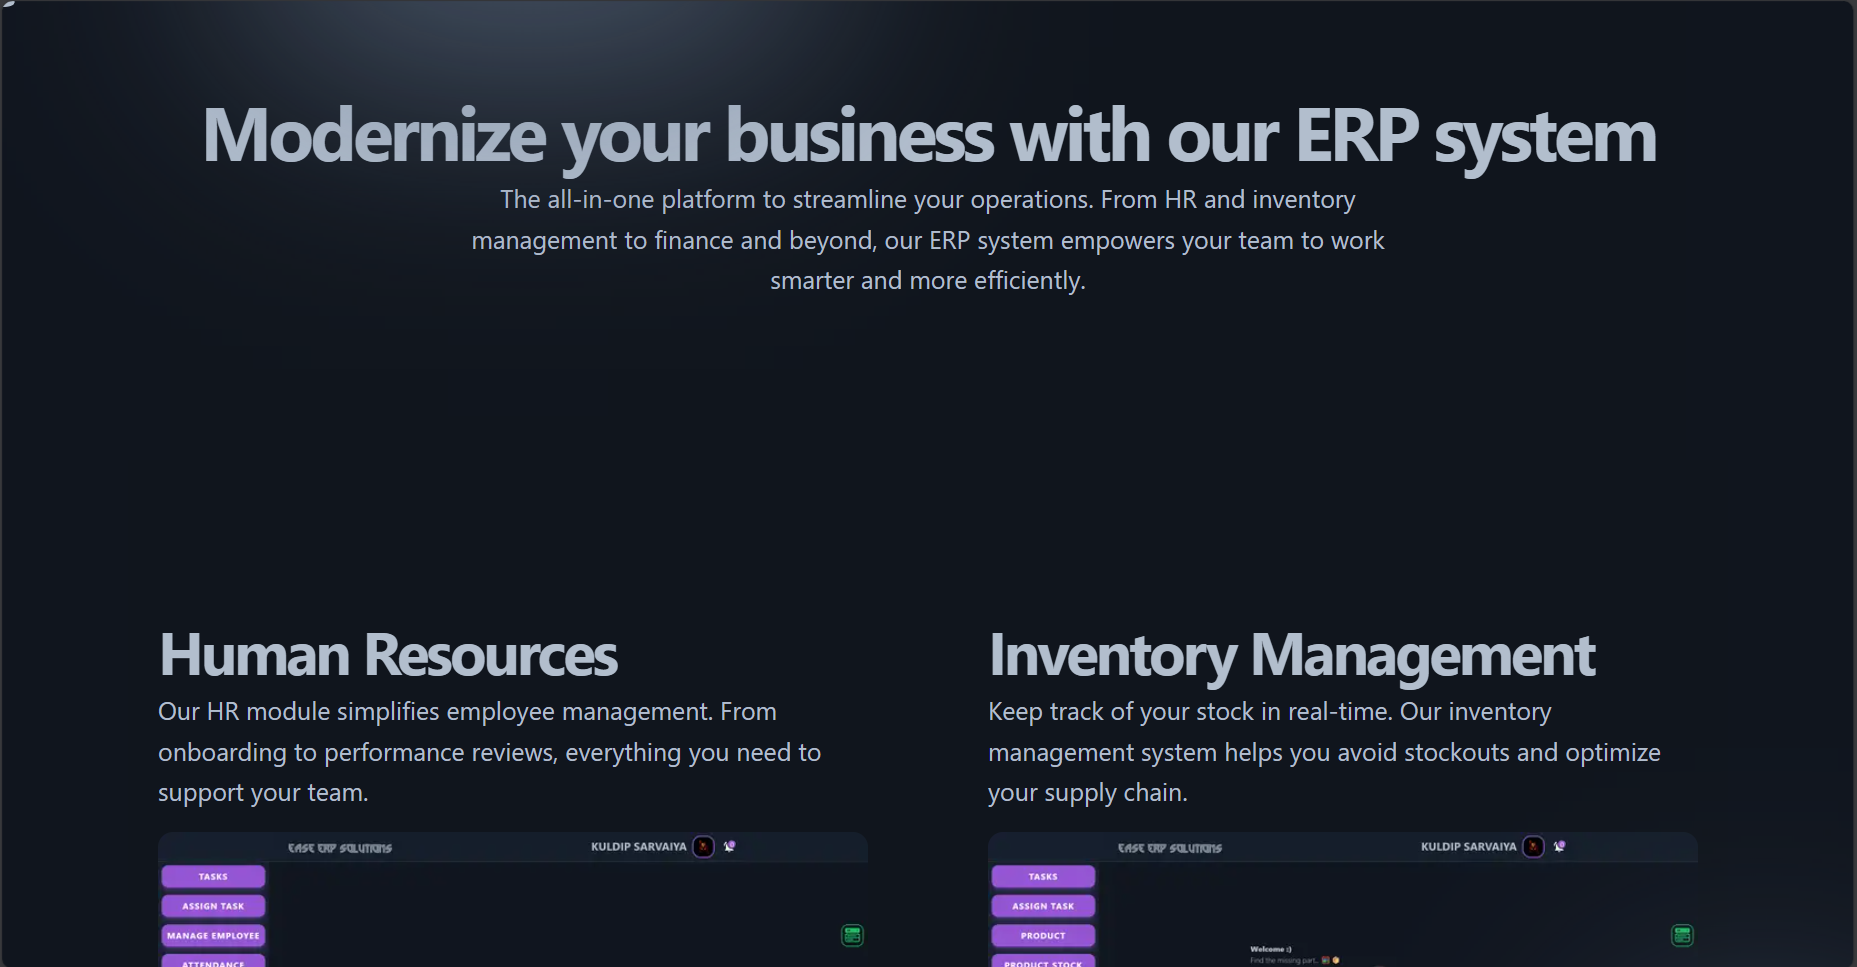 Modernize your business with our ERP system
The all-in-one platform to streamline your operations. From HR and inventory
management to finance and beyond, our ERP system empowers your team to work
smarter and more efficiently.
Human Resources
Our HR module simplifies employee management. From
onboarding to performance reviews, everything you need to
support your team.
EASE ERP SOLUTIONS
KULDIP SARVAIYA
TASKS
ASSIGN TASK
MANAGE EMPLOYEE
ATTENDANCE
Inventory Management
Keep track of your stock in real-time. Our inventory
management system helps you avoid stockouts and optimize
your supply chain.
EASE ERP SOLUTIONS
KULDIP SARVAIYA
TASKS
ASSIGN TASK
PRODUCT
PRODUCT STOCK
Welcome :)
Find the missing part..